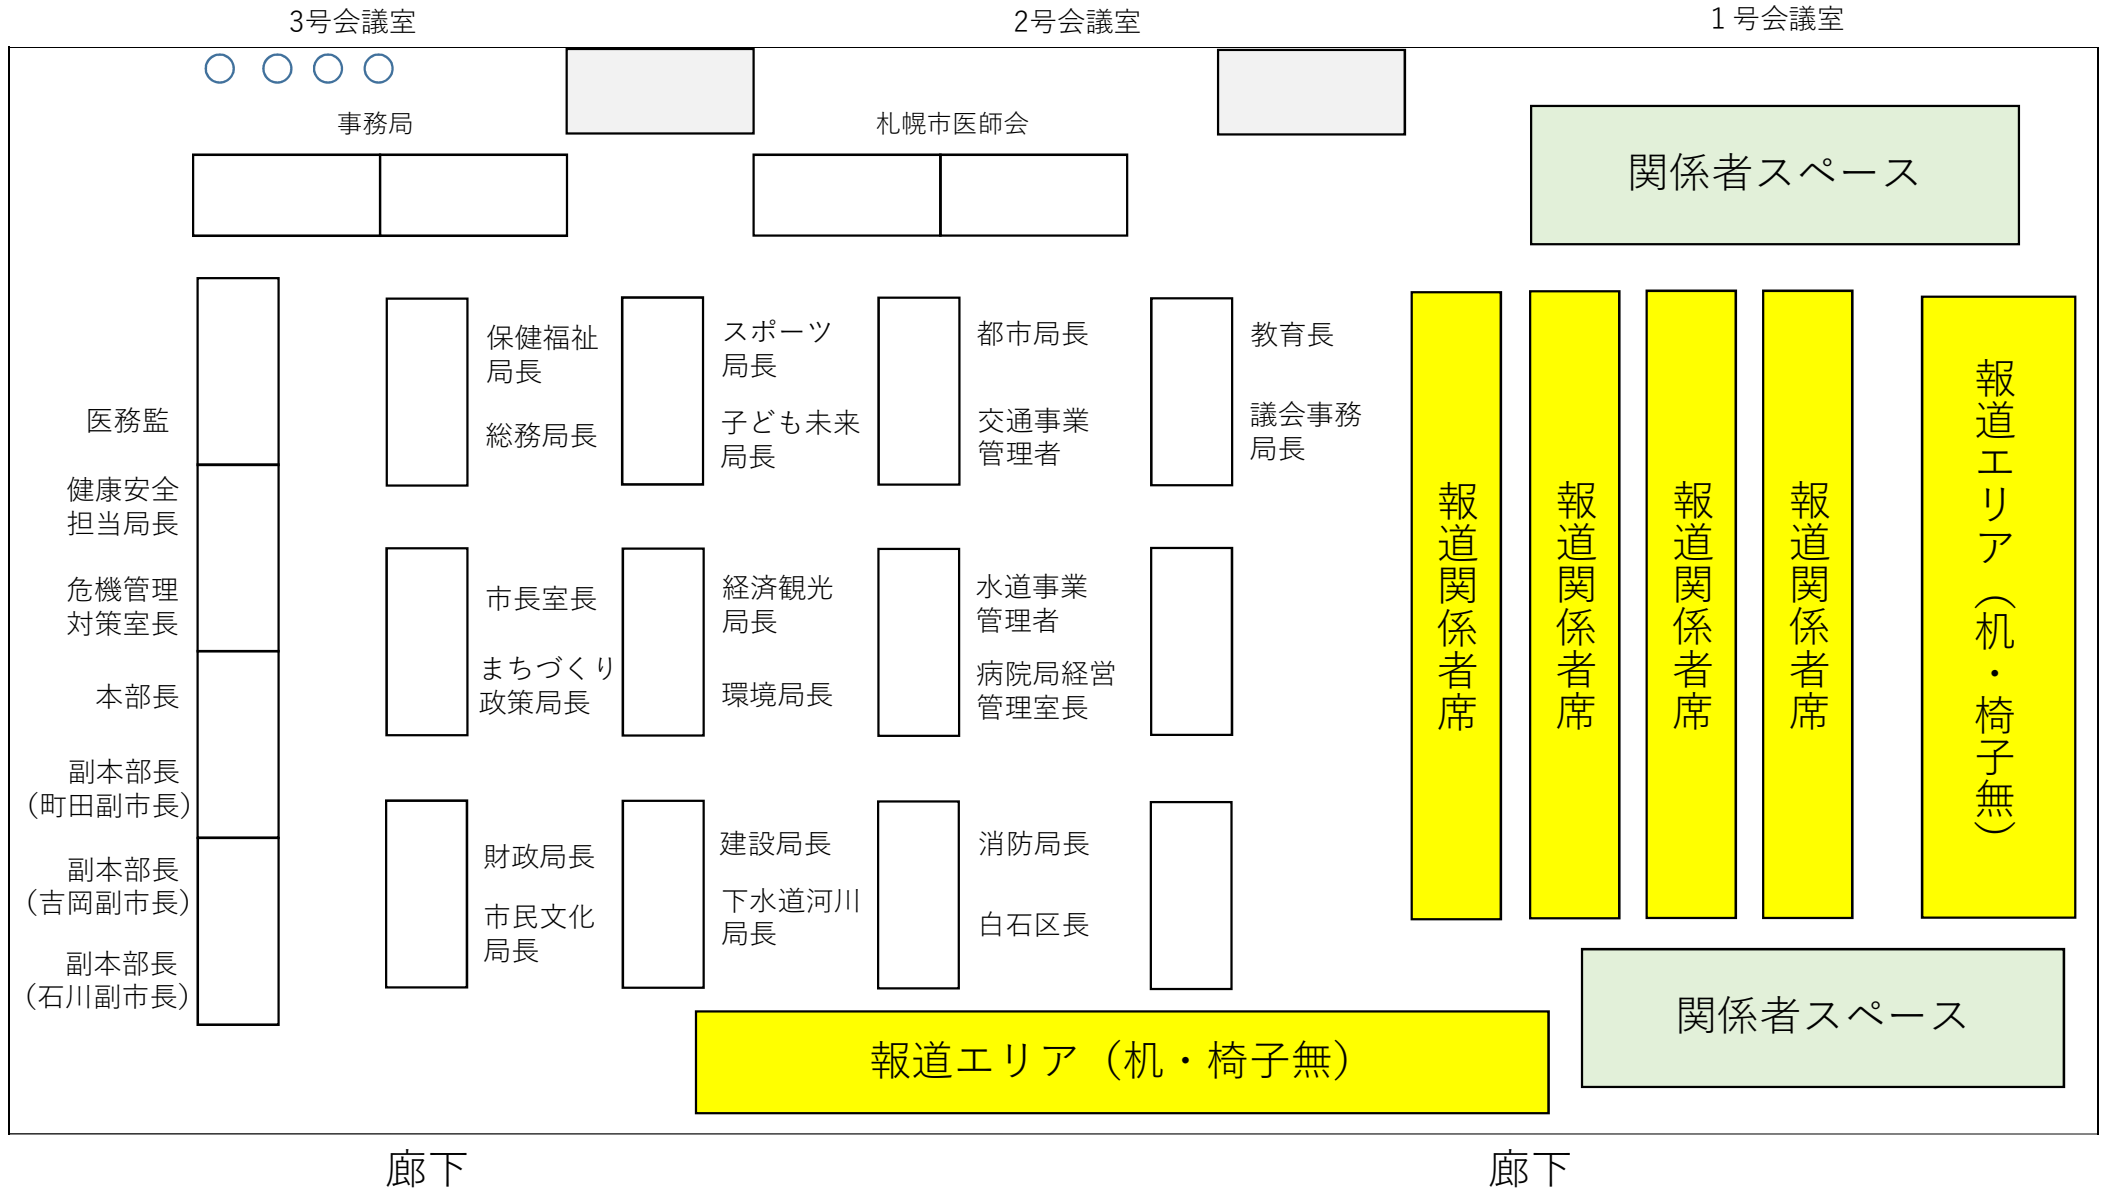 3号会議室
2号会議室
１号会議室
事務局
札幌市医師会
関係者スペース
医務監
健康安全
担当局長
危機管理
対策室長
本部長
副本部長
（町田副市長）
副本部長
（吉岡副市長）
副本部長
（石川副市長）
保健福祉
局長
総務局長
スポーツ
局長
子ども未来
局長
都市局長
交通事業
管理者
教育長
議会事務
局長
市長室長
まちづくり
政策局長
経済観光
局長
環境局長
水道事業
管理者
病院局経営
管理室長
財政局長
市民文化
局長
建設局長
下水道河川
局長
消防局長
白石区長
報道関係者席
報道関係者席
報道関係者席
報道関係者席
報道エリア（机・椅子無）
報道エリア（机・椅子無）
関係者スペース
廊下
廊下